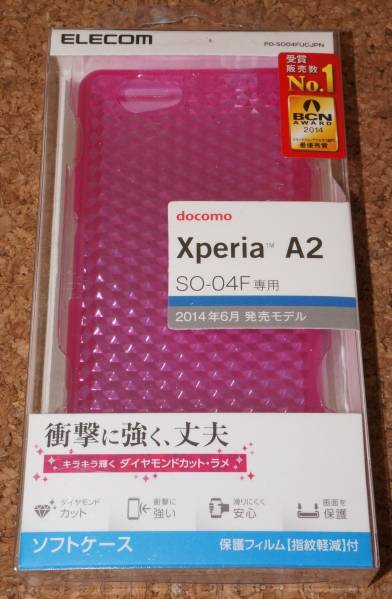 ELECOM
PD-SO04FUCJPN
受賞
販売数
No.1
BCN
AWARD
2014
最優秀賞
docomo
Xperia™ A2
SO-04F専用
2014年6月 発売モデル
衝撃に強く、丈夫
キラキラ輝く ダイヤモンドカット・ラメ
ダイヤモンド
カット
衝撃に
強い
滑りにくく
安心
画面を
保護
ソフトケース
保護フィルム[指紋軽減]付